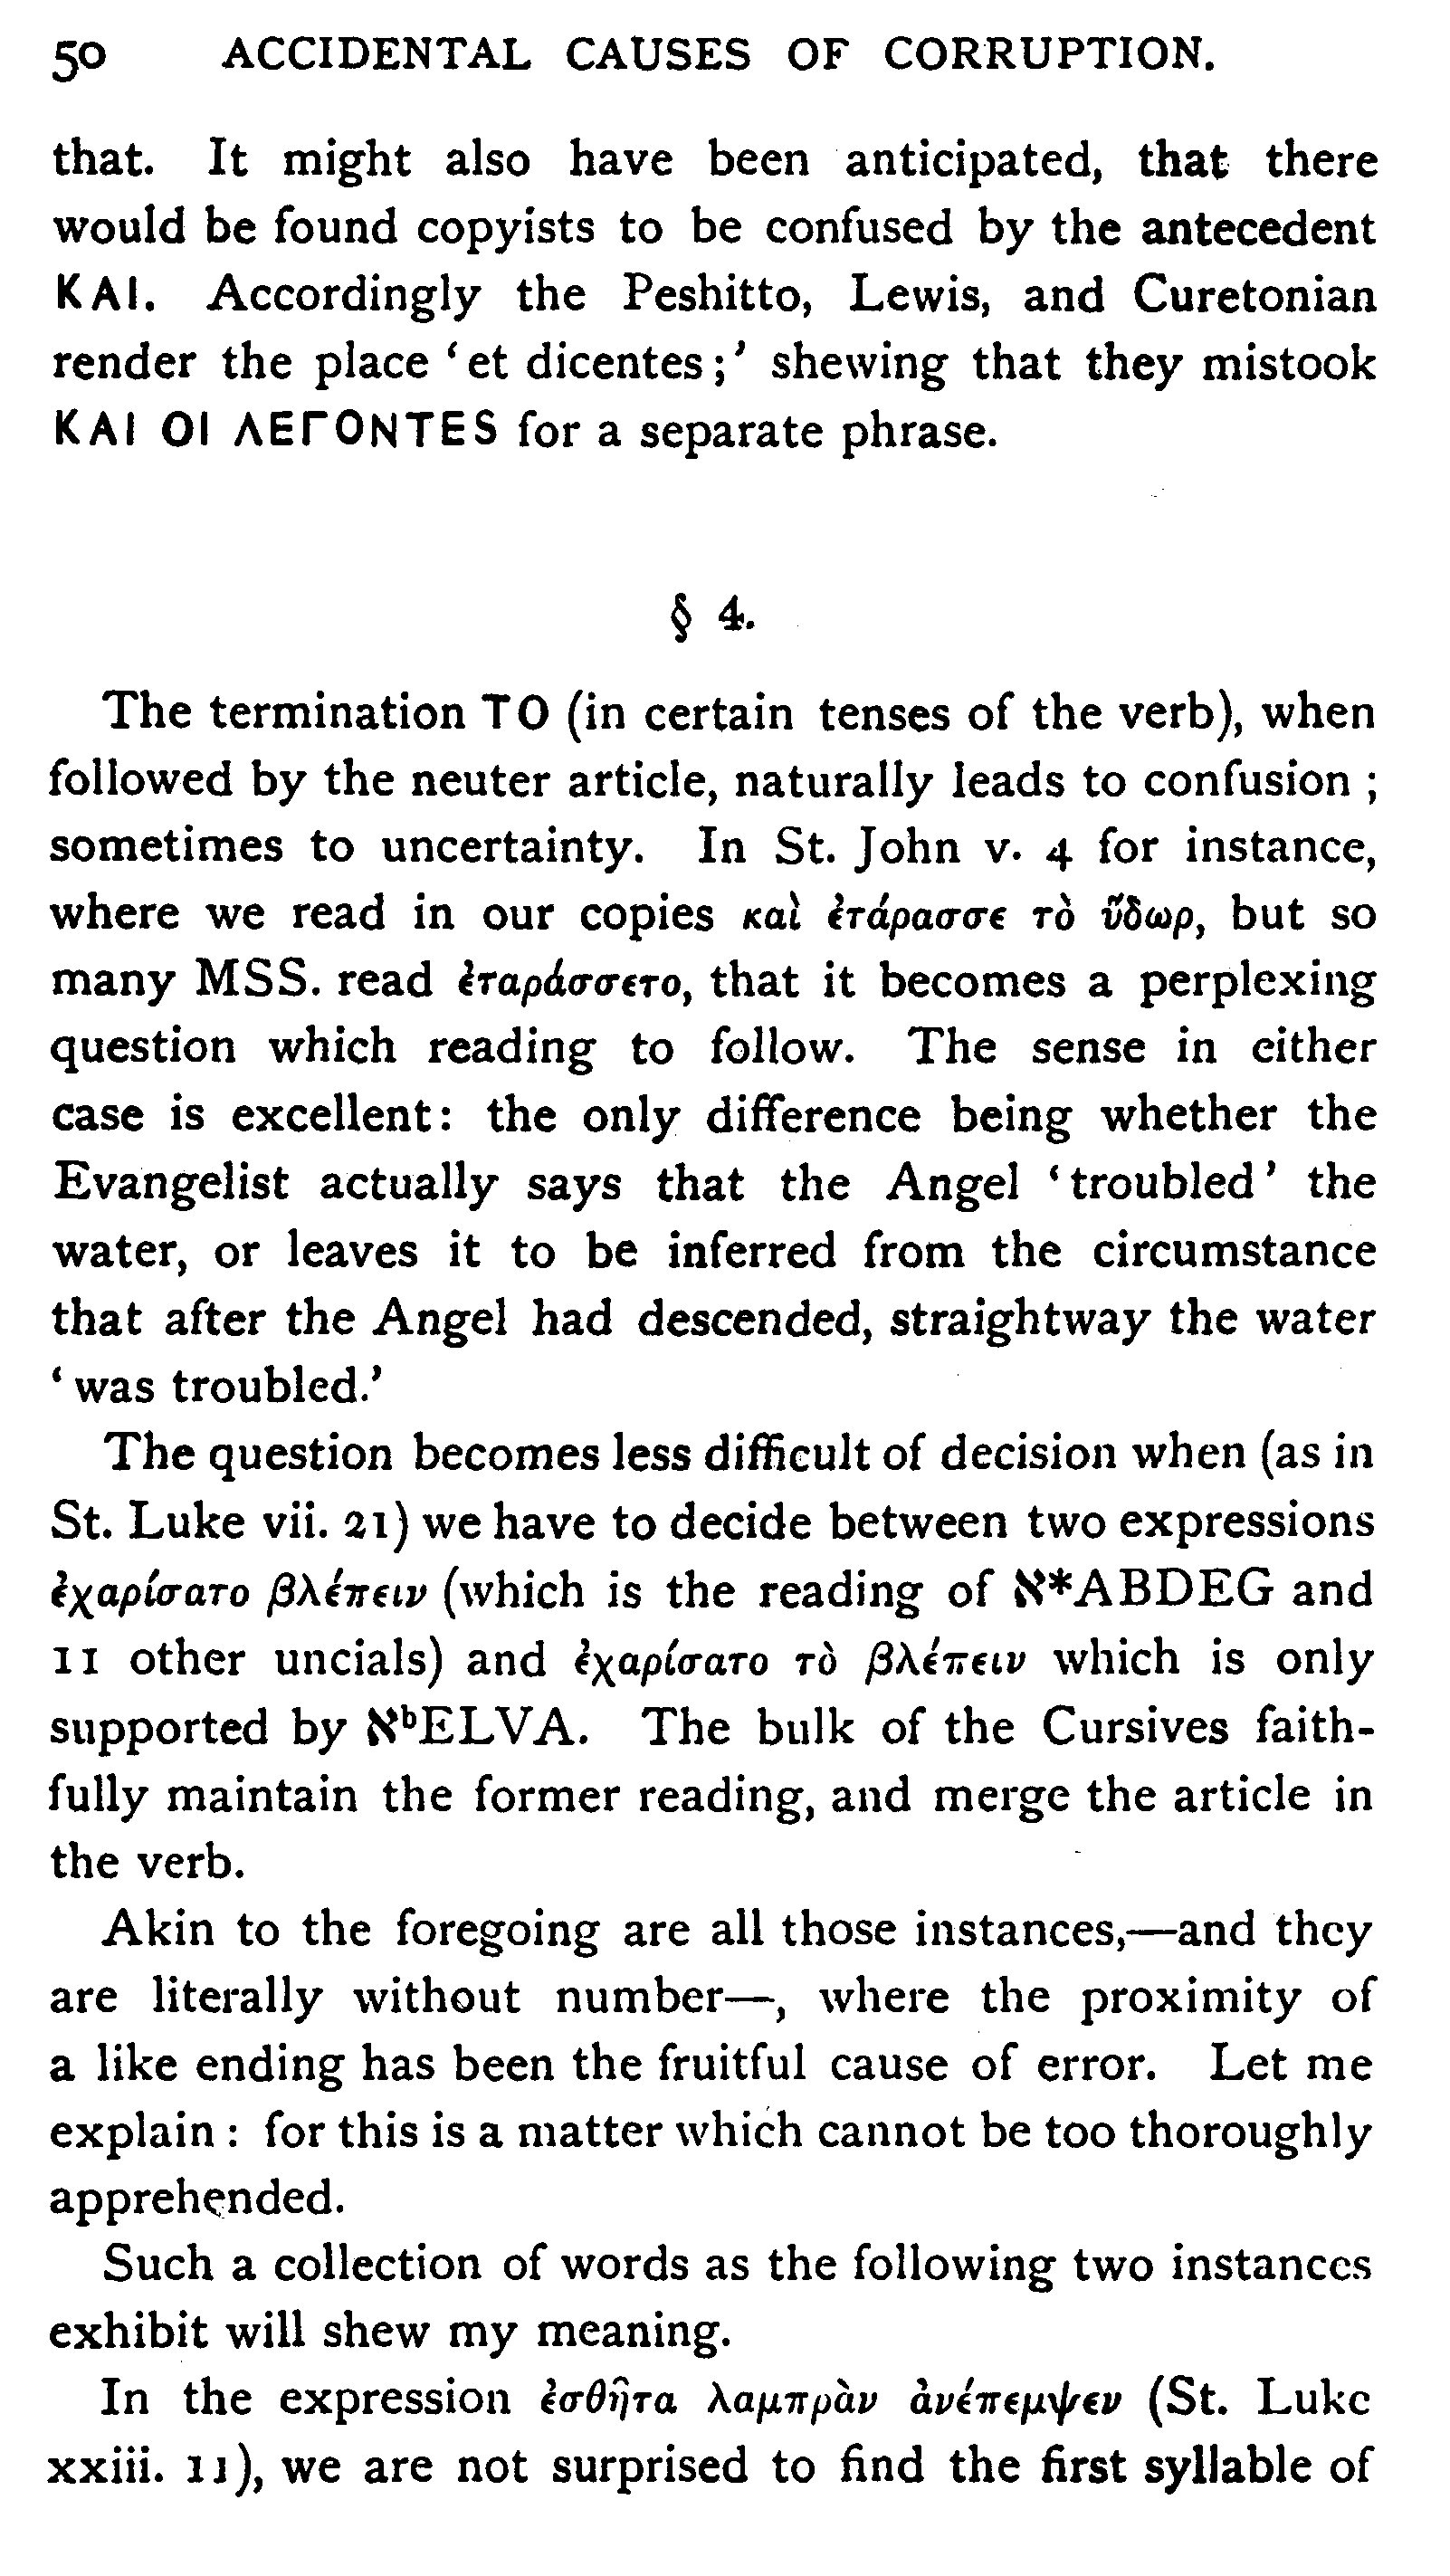 50 ACCIDENTAL CAUSES OF CORRUPTION.
that. It might also have been anticipated, that there
would be found copyists to be confused by the antecedent
ΚΑΙ. Accordingly the Peshitto, Lewis, and Curetonian
render the place ‘et dicentes;’ shewing that they mistook
ΚΑΙ ΟΙ ΛΕΓΟΝΤΕS for a separate phrase.
§ 4.
The termination ΤΟ (in certain tenses of the verb), when
followed by the neuter article, naturally leads to confusion;
sometimes to uncertainty. In St. John v. 4 for instance,
where we read in our copies καὶ ἐτάρασσε τὸ ὕδωρ, but so
many MSS. read ἐταράσσετο, that it becomes a perplexing
question which reading to follow. The sense in either
case is excellent: the only difference being whether the
Evangelist actually says that the Angel ‘troubled’ the
water, or leaves it to be inferred from the circumstance
that after the Angel had descended, straightway the water
‘was troubled.’
The question becomes less difficult of decision when (as in
St. Luke vii. 21) we have to decide between two expressions
ἐχαρίσατο βλέπειν (which is the reading of א*ABDEG and
11 other uncials) and ἐχαρίσατο τὸ βλέπειν which is only
supported by אᵇELVA. The bulk of the Cursives faith-
fully maintain the former reading, and merge the article in
the verb.
Akin to the foregoing are all those instances,—and they
are literally without number—, where the proximity of
a like ending has been the fruitful cause of error. Let me
explain: for this is a matter which cannot be too thoroughly
apprehended.
Such a collection of words as the following two instances
exhibit will shew my meaning.
In the expression ἐσθῆτα λαμπρὰν ἀνέπεμψεν (St. Luke
xxiii. 11), we are not surprised to find the first syllable of